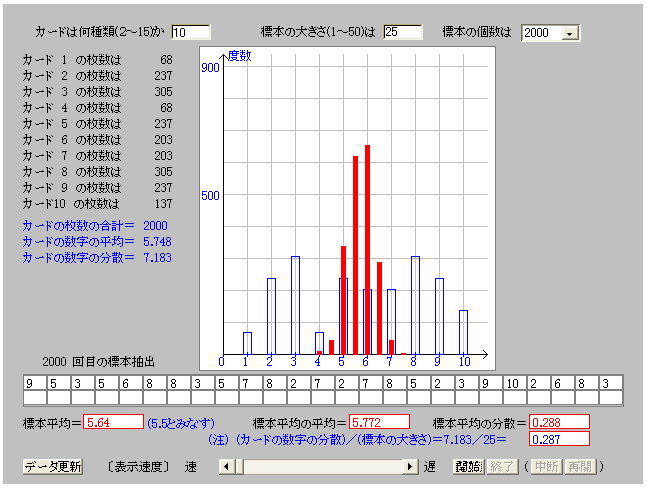 カードは何種類(2～15)か 10 標本の大きさ(1～50)は 25 標本の個数は 2000
カード 1 の枚数は 68
カード 2 の枚数は 237
カード 3 の枚数は 305
カード 4 の枚数は 68
カード 5 の枚数は 237
カード 6 の枚数は 203
カード 7 の枚数は 203
カード 8 の枚数は 305
カード 9 の枚数は 237
カード10 の枚数は 137
カードの枚数の合計＝ 2000
カードの数字の平均＝ 5.748
カードの数字の分散＝ 7.183
度数
900
500
0 1 2 3 4 5 6 7 8 9 10
2000 回目の標本抽出
9 5 3 5 6 8 8 3 5 7 8 2 7 2 7 6 8 2 3 9 10 2 6 8 3
標本平均＝ 5.64 (5.5とみなす) 標本平均の平均＝ 5.772 標本平均の分散＝ 0.288
(注) (カードの数字の分散)／(標本の大きさ)＝7.183／25＝ 0.287
データ更新 〔表示速度〕 速 遅 開始 終了 ( 中断 再開 )